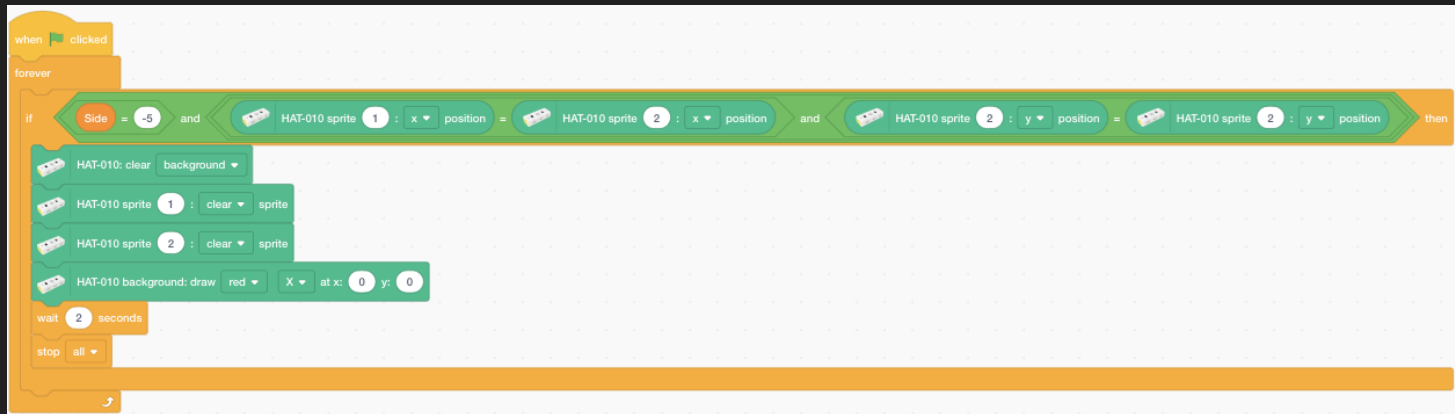 when clicked
forever
if Side = -5 and HAT-010 sprite 1 : x position = HAT-010 sprite 2 : x position and HAT-010 sprite 2 : y position = HAT-010 sprite 2 : y position then
HAT-010: clear background
HAT-010 sprite 1 : clear sprite
HAT-010 sprite 2 : clear sprite
HAT-010 background: draw red X at x: 0 y: 0
wait 2 seconds
stop all